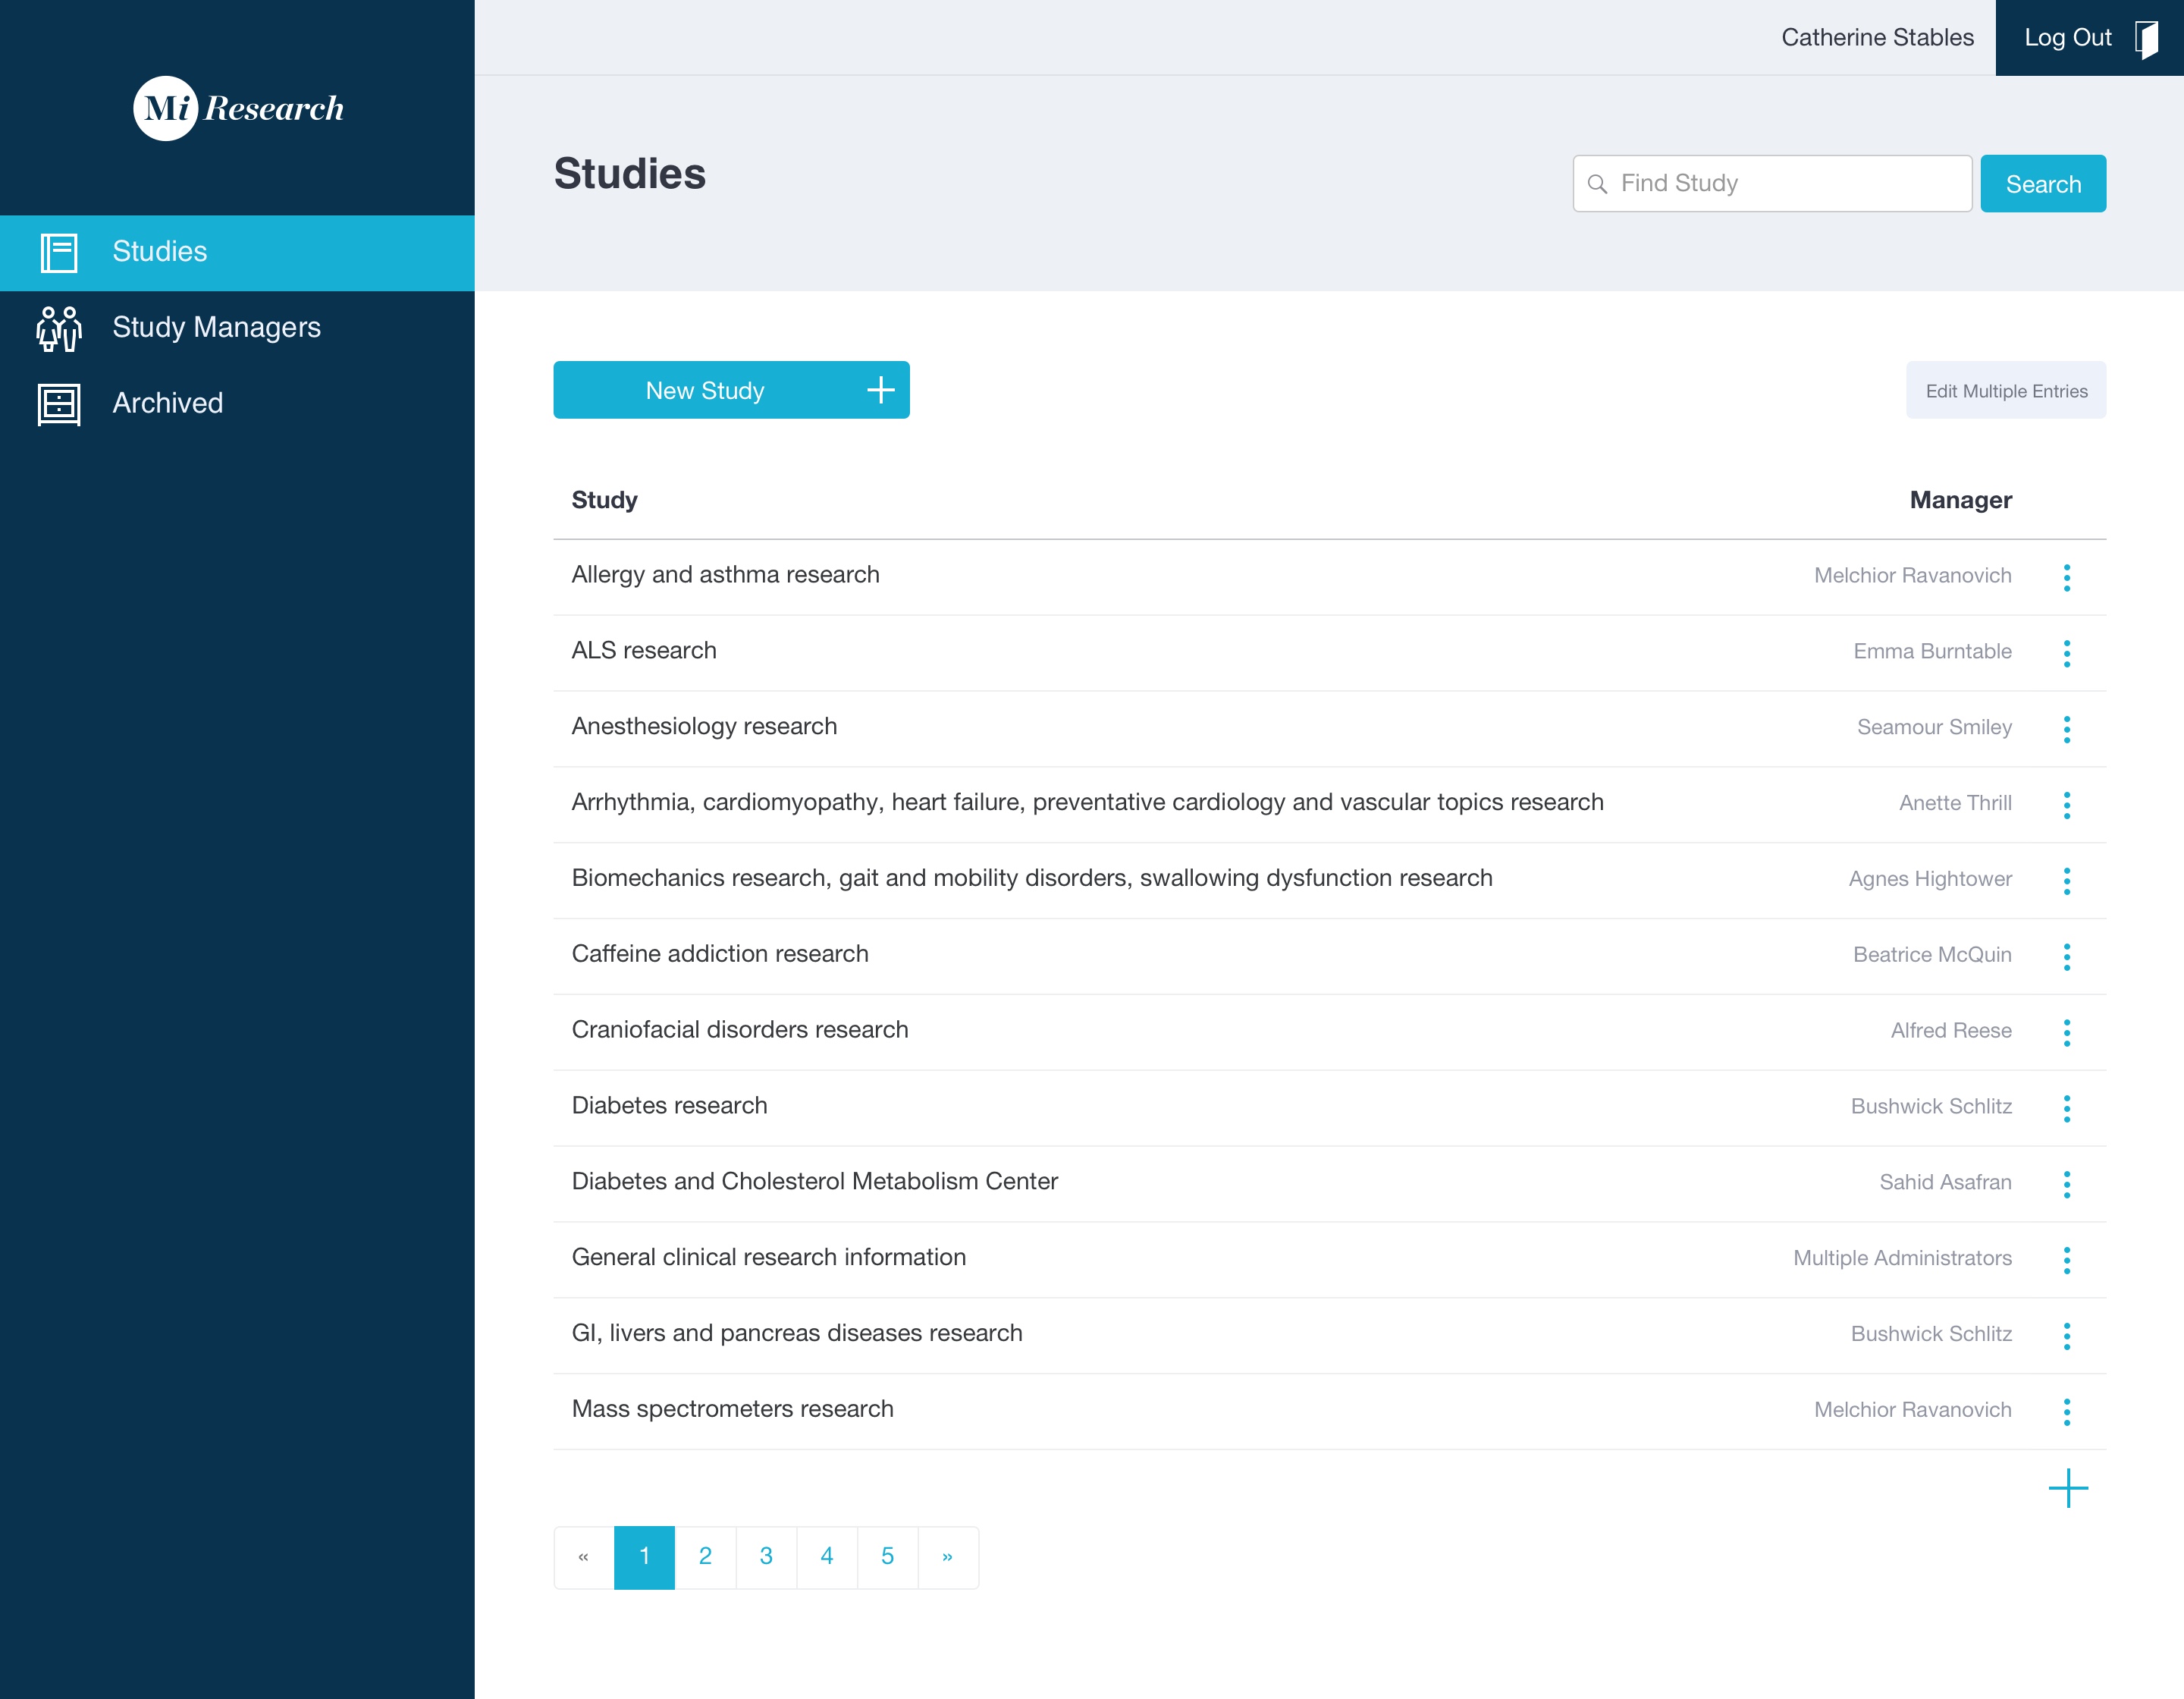 Catherine Stables
Log Out
Mi Research
Studies
Find Study
Search
Studies
Study Managers
Archived
New Study
Edit Multiple Entries
Study Manager
Allergy and asthma research Melchior Ravanovich
ALS research Emma Burntable
Anesthesiology research Seamour Smiley
Arrhythmia, cardiomyopathy, heart failure, preventative cardiology and vascular topics research Anette Thrill
Biomechanics research, gait and mobility disorders, swallowing dysfunction research Agnes Hightower
Caffeine addiction research Beatrice McQuin
Craniofacial disorders research Alfred Reese
Diabetes research Bushwick Schlitz
Diabetes and Cholesterol Metabolism Center Sahid Asafran
General clinical research information Multiple Administrators
GI, livers and pancreas diseases research Bushwick Schlitz
Mass spectrometers research Melchior Ravanovich
« 1 2 3 4 5 »